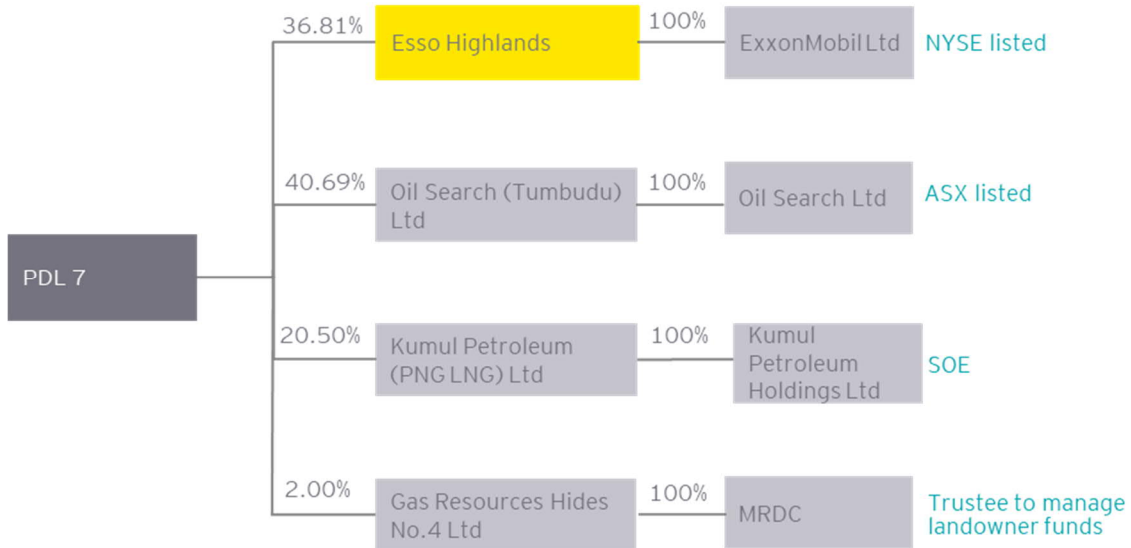 36.81%
Esso Highlands
100%
ExxonMobil Ltd
NYSE listed
40.69%
Oil Search (Tumbudu)
Ltd
100%
Oil Search Ltd
ASX listed
PDL 7
20.50%
Kumul Petroleum
(PNG LNG) Ltd
100%
Kumul
Petroleum
Holdings Ltd
SOE
2.00%
Gas Resources Hides
No.4 Ltd
100%
MRDC
Trustee to manage
landowner funds